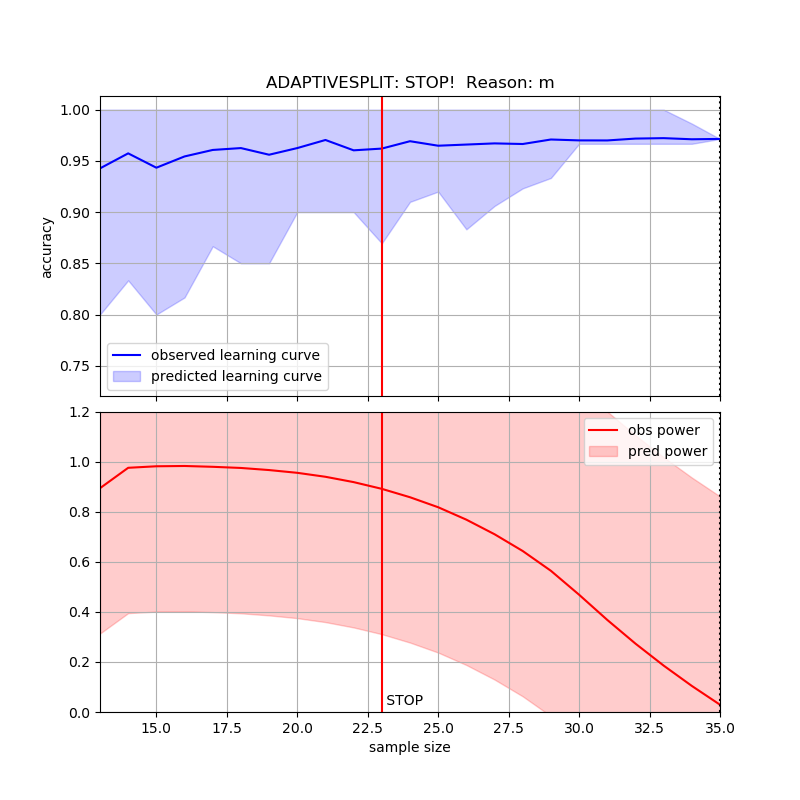 ADAPTIVESPLIT: STOP!  Reason: m
1.00
0.95
0.90
0.85
0.80
0.75
accuracy
observed learning curve
predicted learning curve
1.2
1.0
0.8
0.6
0.4
0.2
0.0
obs power
pred power
STOP
15.0 17.5 20.0 22.5 25.0 27.5 30.0 32.5 35.0
sample size